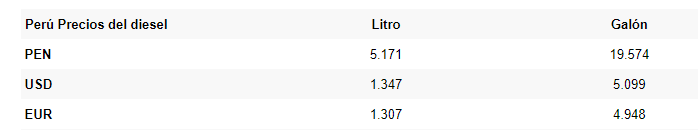 Perú Precios del diesel Litro Galón
PEN 5.171 19.574
USD 1.347 5.099
EUR 1.307 4.948